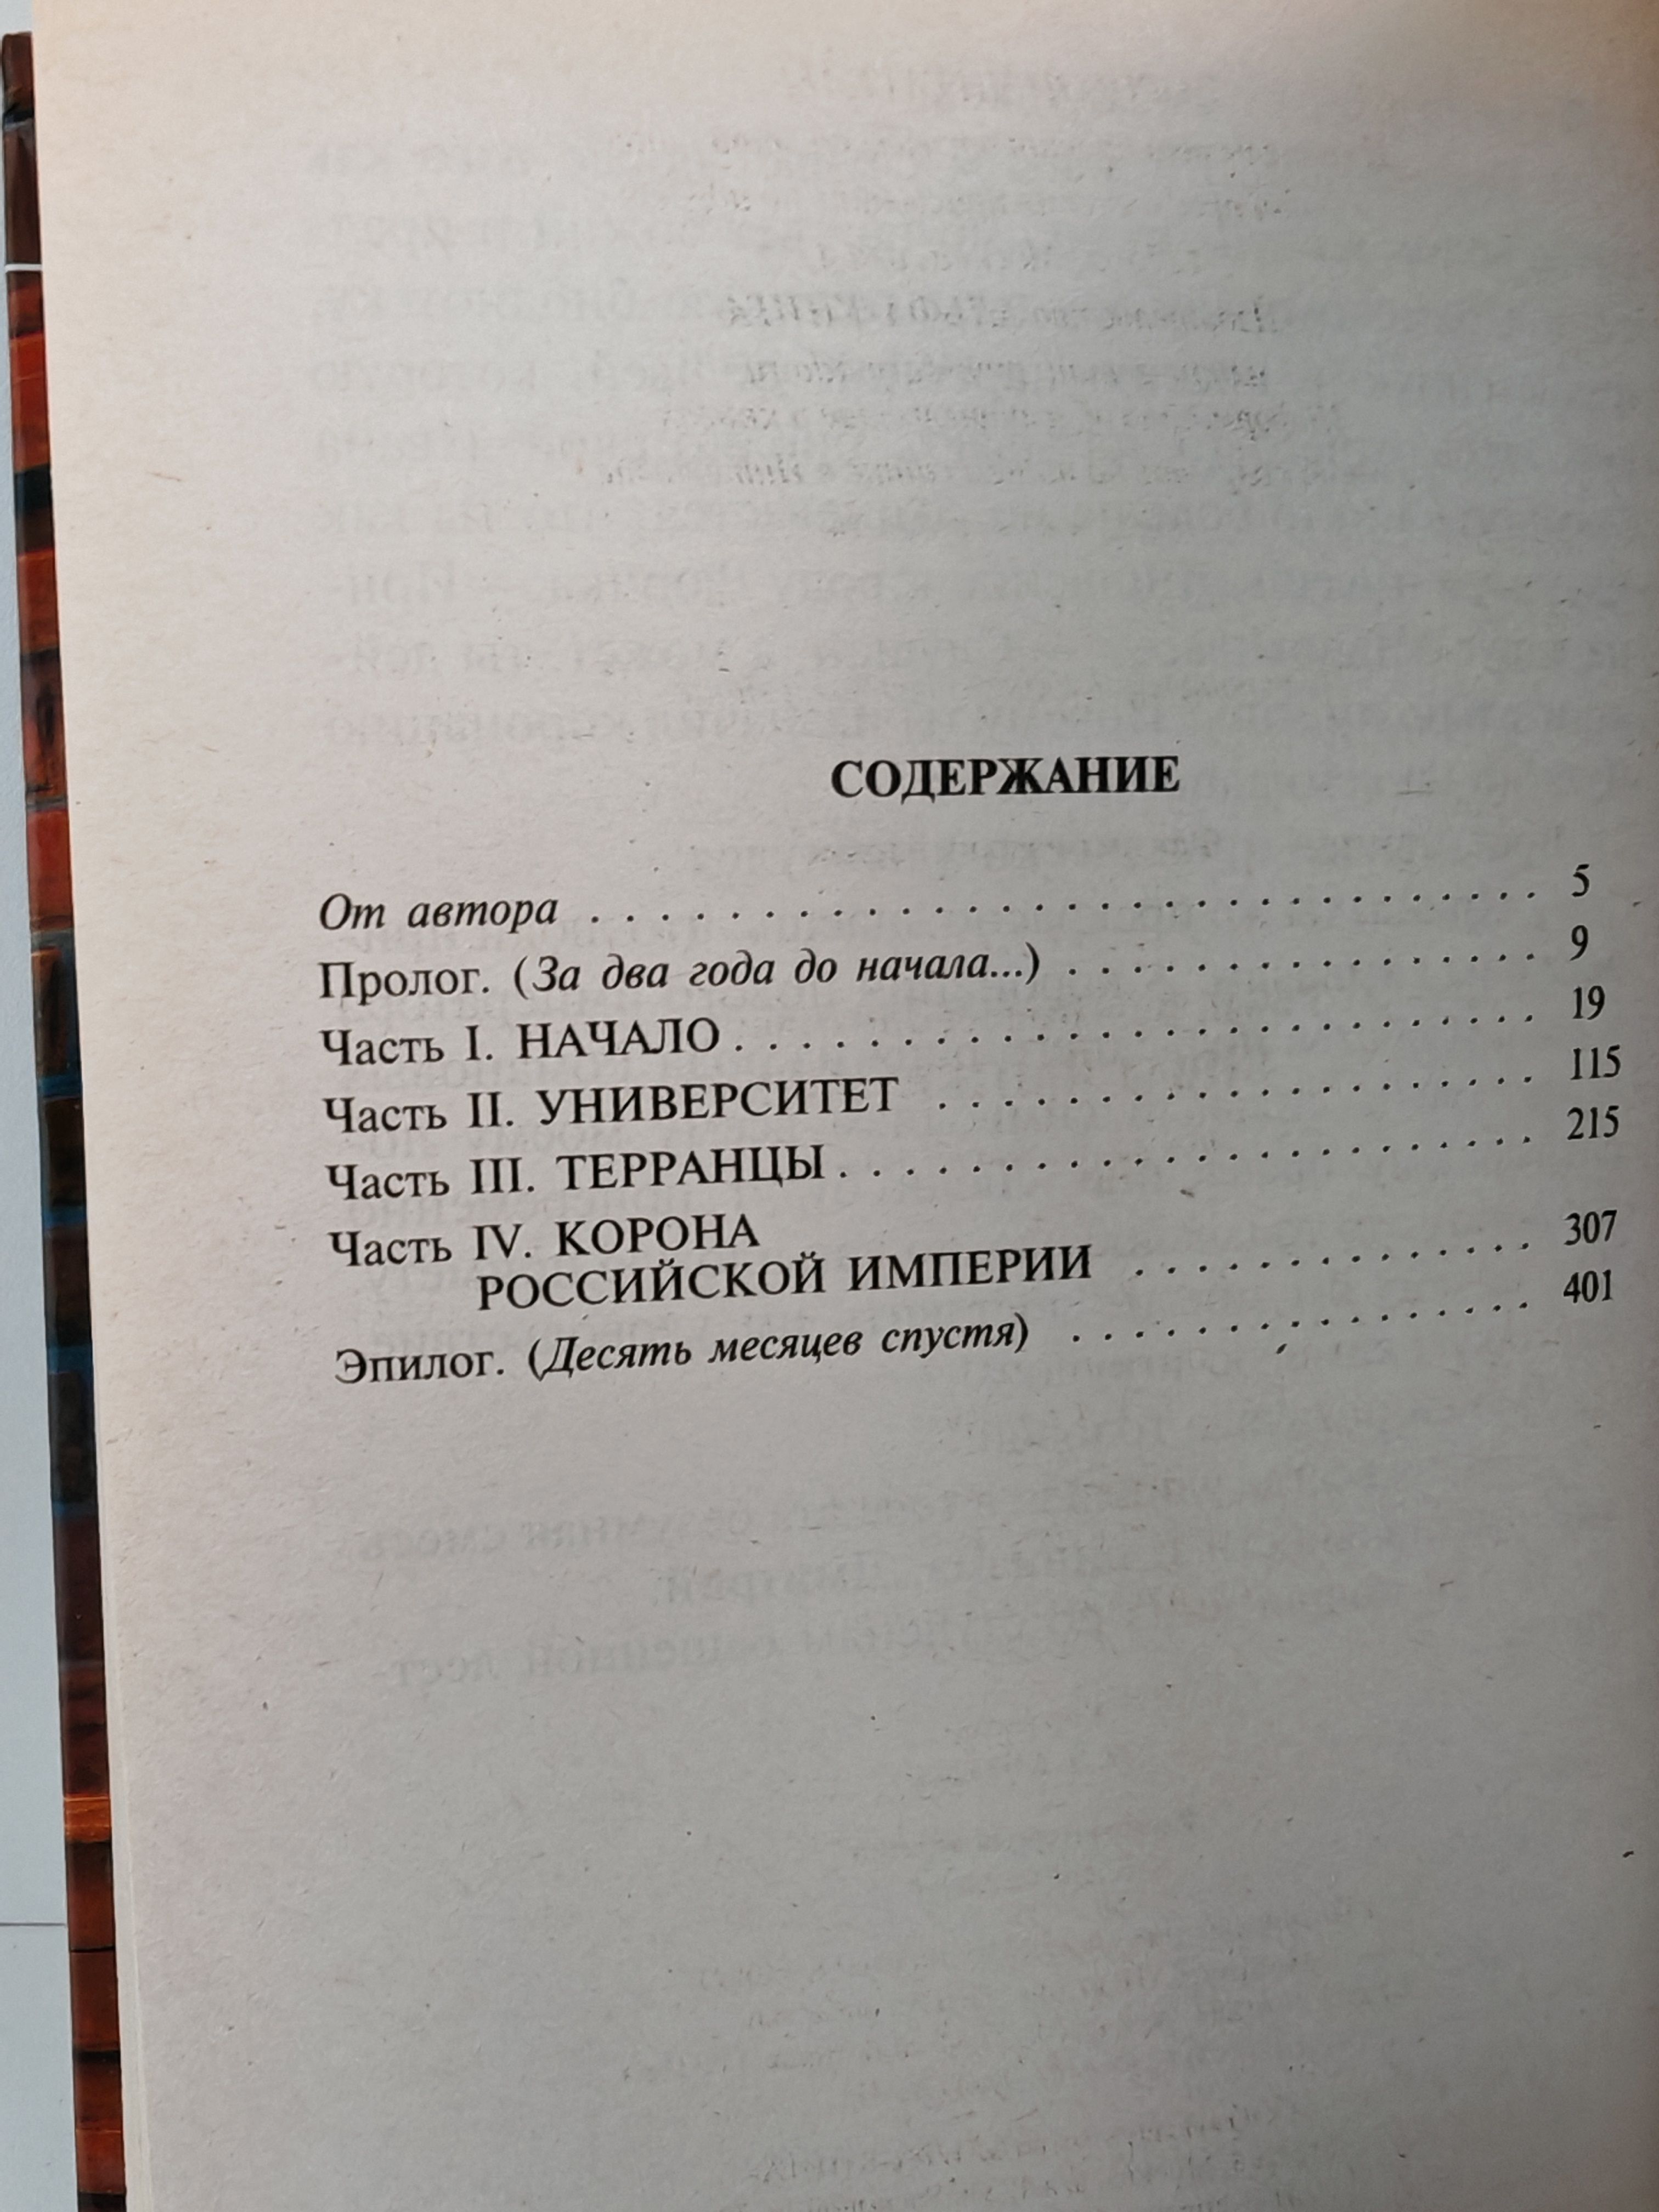 СОДЕРЖАНИЕ
От автора . . . . . . . . . . . . . . . . . . . . . . . . . . . . 5
Пролог. (За два года до начала...) . . . . . . . . . . . . . . 9
Часть I. НАЧАЛО . . . . . . . . . . . . . . . . . . . . . . . . 19
Часть II. УНИВЕРСИТЕТ . . . . . . . . . . . . . . . . . . 115
Часть III. ТЕРРАНЦЫ . . . . . . . . . . . . . . . . . . . . . 215
Часть IV. КОРОНА
РОССИЙСКОЙ ИМПЕРИИ . . . . . . . . . . . . 307
Эпилог. (Десять месяцев спустя) . . . . . . . . . . . . . . 401